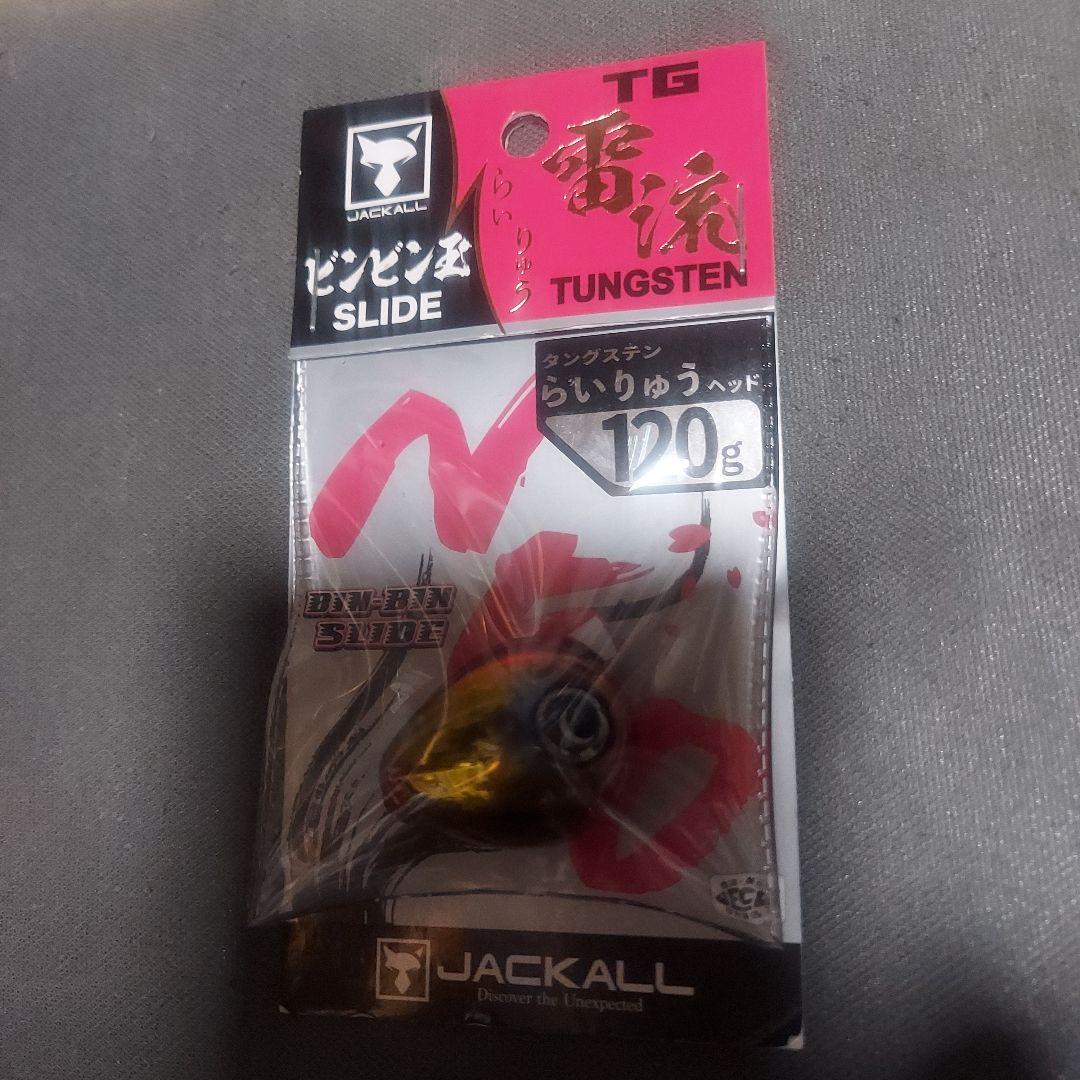 JACKALL
ビンビン玉
SLIDE
TG
雷流
らいりゅう
TUNGSTEN
タングステン
らいりゅうヘッド
120g
NEO
BIN-BIN
SLIDE
JACKALL
Discover the Unexpected